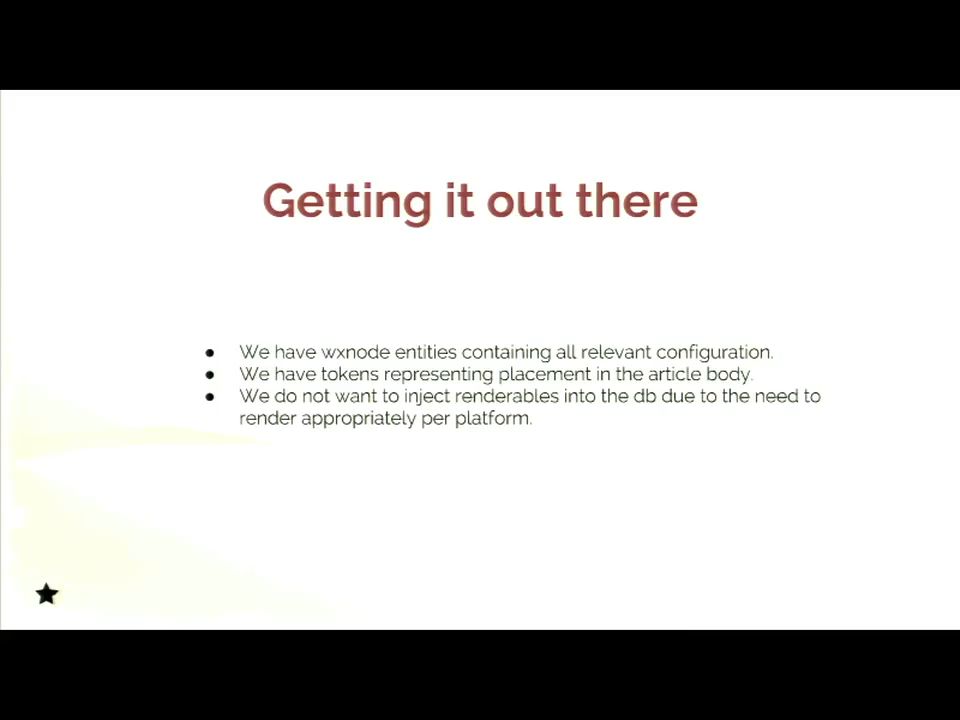 Getting it out there
● We have wxnode entities containing all relevant configuration.
● We have tokens representing placement in the article body.
● We do not want to inject renderables into the db due to the need to
render appropriately per platform.